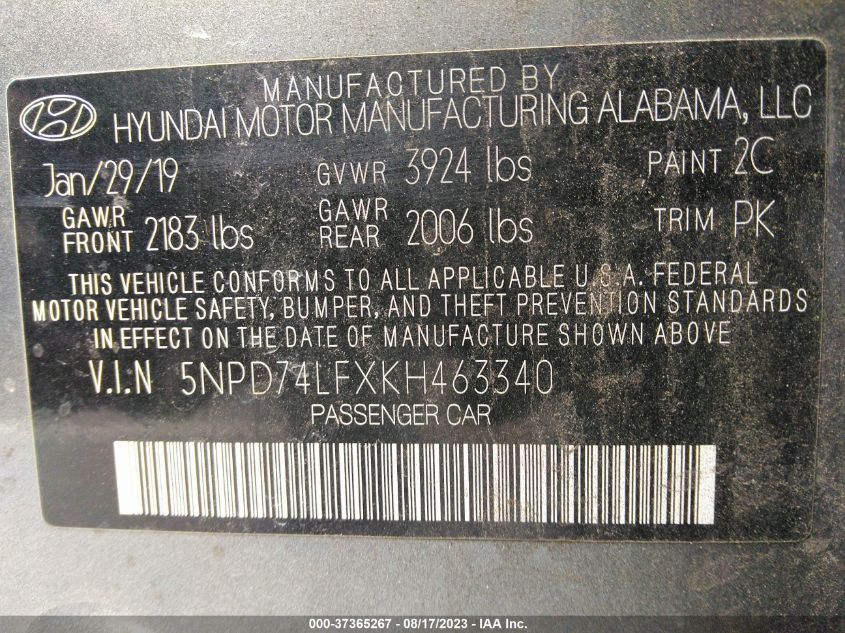 MANUFACTURED BY
HYUNDAI MOTOR MANUFACTURING ALABAMA, LLC
Jan/29/19 GVWR 3924 lbs PAINT 2C
GAWR FRONT 2183 lbs GAWR REAR 2006 lbs TRIM PK
THIS VEHICLE CONFORMS TO ALL APPLICABLE U.S.A. FEDERAL
MOTOR VEHICLE SAFETY, BUMPER, AND THEFT PREVENTION STANDARDS
IN EFFECT ON THE DATE OF MANUFACTURE SHOWN ABOVE
V.I.N 5NPD74LFXKH463340
PASSENGER CAR
000-37365267 - 08/17/2023 - IAA Inc.